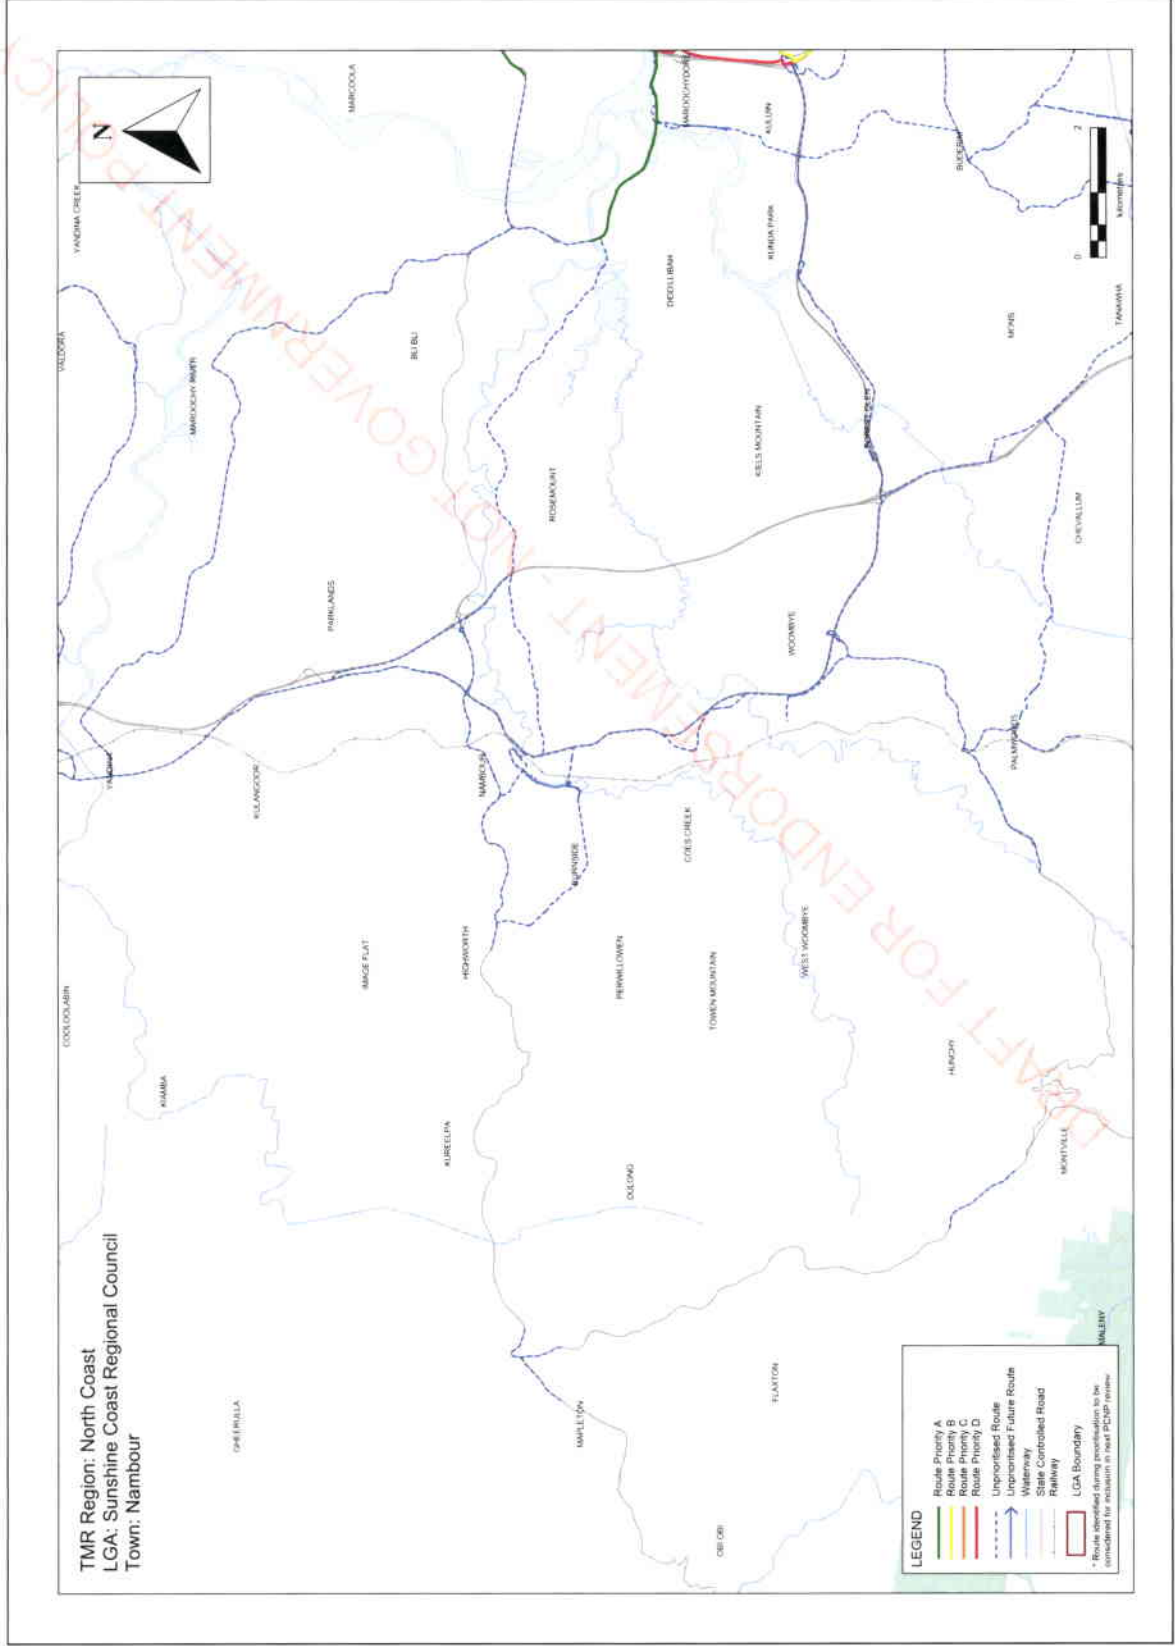 TMR Region: North Coast
LGA: Sunshine Coast Regional Council
Town: Nambour
N
DRAFT FOR ENDORSEMENT - NOT GOVERNMENT POLICY
COOLOOLABIN
VALDORA
YANDINA CREEK
YANDINA
KIAMBA
MAROOCHY RIVER
GHEERULLA
KULANGOOR
PARKLANDS
MARCOOLA
IMAGE FLAT
BLI BLI
KUREELPA
HIGHWORTH
NAMBOUR
ROSEMOUNT
MAPLETON
BURNSIDE
DULONG
PERWILLOWEN
DIDDILLIBAH
MAROOCHYDORE
COES CREEK
TOWEN MOUNTAIN
OBI OBI
FLAXTON
WEST WOOMBYE
WOOMBYE
KIELS MOUNTAIN
KUNDA PARK
KULUIN
HUNCHY
BUDERIM
PALMWOODS
MONS
MONTVILLE
CHEVALLUM
TANAWHA
MALENY
0 2
kilometers
LEGEND
Route Priority A
Route Priority B
Route Priority C
Route Priority D
Unprioritised Route
Unprioritised Future Route
Waterway
State Controlled Road
Railway
LGA Boundary
* Route identified during prioritisation to be
considered for inclusion in next PCNP review